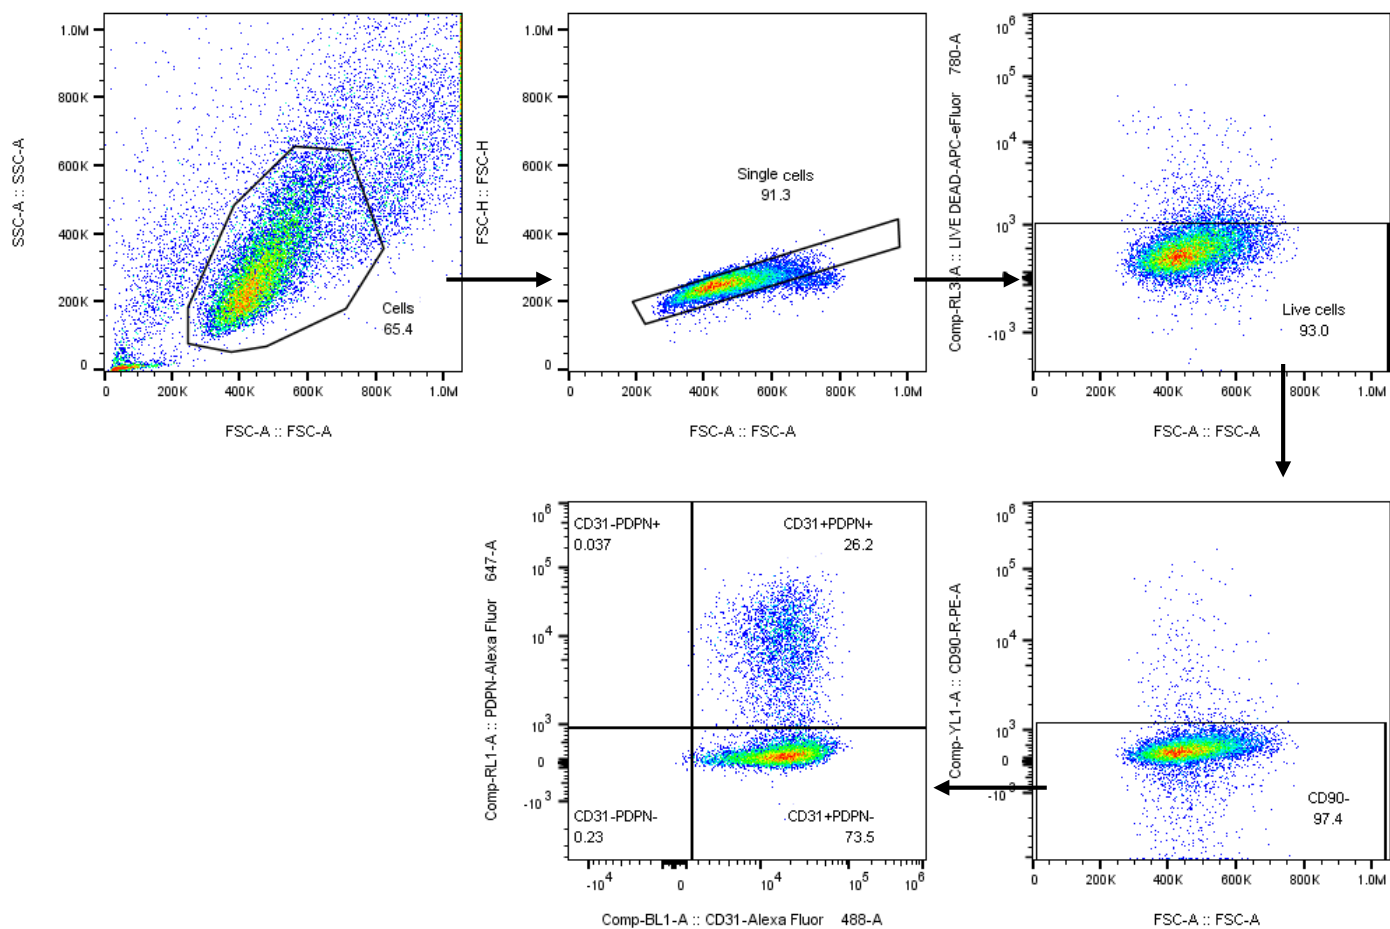 SSC-A :: SSC-A
1.0M
800K
600K
400K
200K
0
Cells
65.4
0
200K
400K
600K
800K
1.0M
FSC-A :: FSC-A
FSC-H :: FSC-H
1.0M
800K
600K
400K
200K
0
Single cells
91.3
200K
400K
600K
800K
1.0M
FSC-A :: FSC-A
Comp-RL3-A :: LIVE DEAD-APC-eFluor 780-A
10 6
10 5
10 4
10 3
-10 3
Live cells
93.0
0
200K
400K
600K
800K
1.0M
FSC-A :: FSC-A
Comp-RL1-A :: PDPN-Alexa Fluor 647-A
10 6
10 5
10 4
10 3
0
-10 3
CD31-PDPN+
0.037
CD31+PDPN+
26.2
CD31-PDPN-
0.23
CD31+PDPN-
73.5
-10 4
0
10 4
10 5
10 6
Comp-BL1-A :: CD31-Alexa Fluor 488-A
Comp-YL1-A :: CD90-R-PE-A
10 6
10 5
10 4
10 3
0
-10 3
CD90-
97.4
0
200K
400K
600K
800K
1.0M
FSC-A :: FSC-A